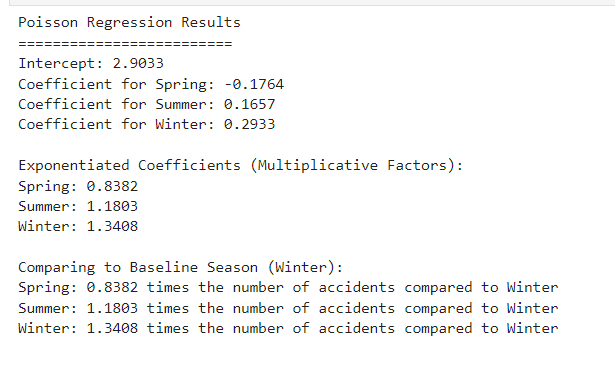 Poisson Regression Results
=========================
Intercept: 2.9033
Coefficient for Spring: -0.1764
Coefficient for Summer: 0.1657
Coefficient for Winter: 0.2933
Exponentiated Coefficients (Multiplicative Factors):
Spring: 0.8382
Summer: 1.1803
Winter: 1.3408
Comparing to Baseline Season (Winter):
Spring: 0.8382 times the number of accidents compared to Winter
Summer: 1.1803 times the number of accidents compared to Winter
Winter: 1.3408 times the number of accidents compared to Winter